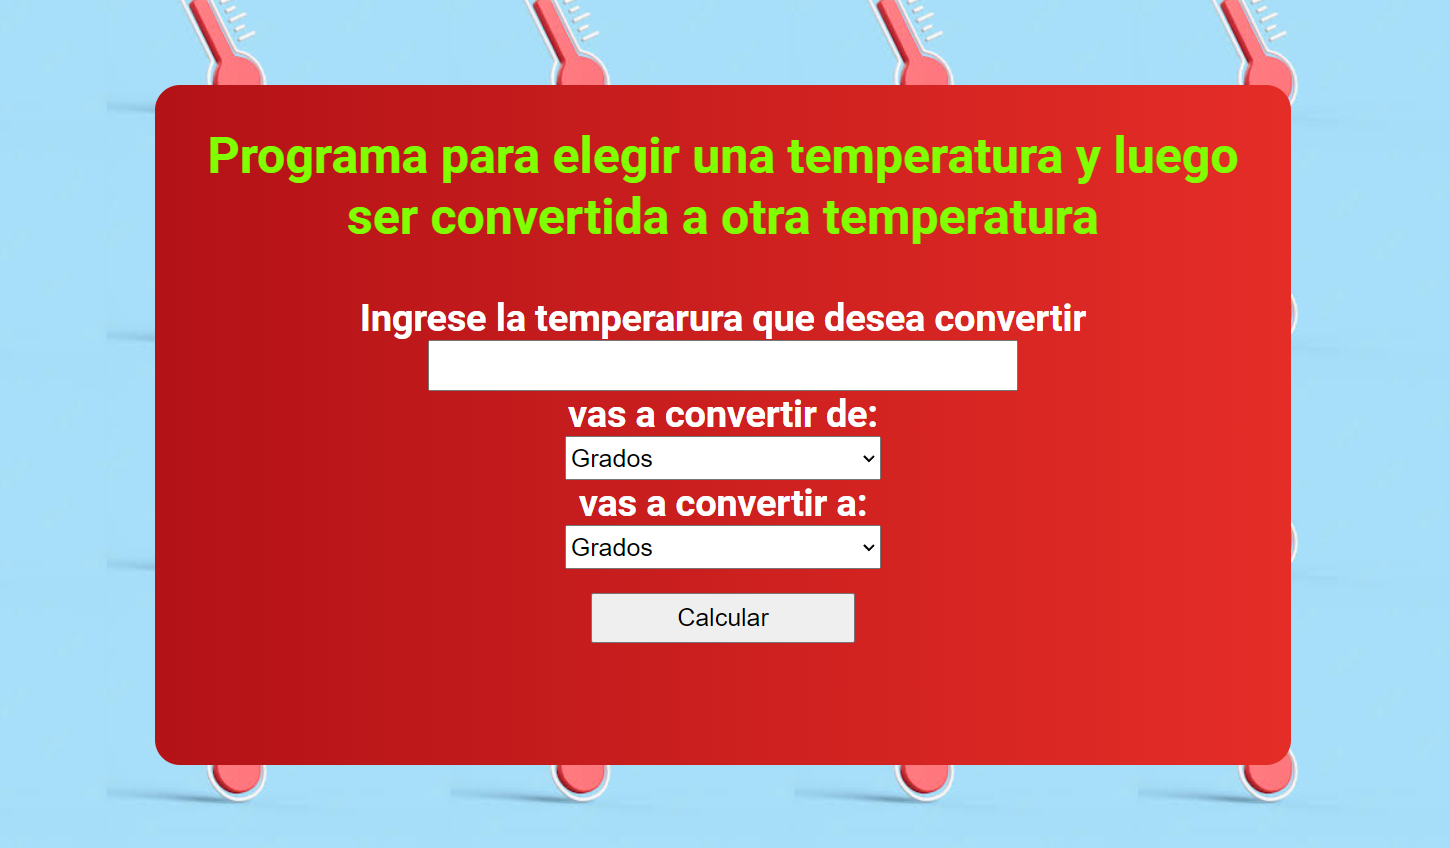 Programa para elegir una temperatura y luego
ser convertida a otra temperatura
Ingrese la temperarura que desea convertir
vas a convertir de:
Grados
vas a convertir a:
Grados
Calcular